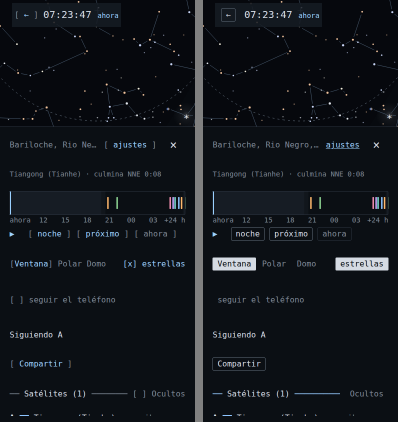 [ ← ] 07:23:47 ahora
Bariloche, Río Ne… [ ajustes ] ×
Tiangong (Tianhe) · culmina NNE 0:08
ahora 12 15 18 21 00 03 +24 h
▶ [ noche ] [ próximo ] [ ahora ]
[Ventana] Polar Domo [x] estrellas
[ ] seguir el teléfono
Siguiendo A
[ Compartir ]
Satélites (1) [ ] Ocultos
← 07:23:47 ahora
Bariloche, Río Negro,… ajustes ×
Tiangong (Tianhe) · culmina NNE 0:08
ahora 12 15 18 21 00 03 +24 h
▶ noche próximo ahora
Ventana Polar Domo estrellas
seguir el teléfono
Siguiendo A
Compartir
Satélites (1) Ocultos